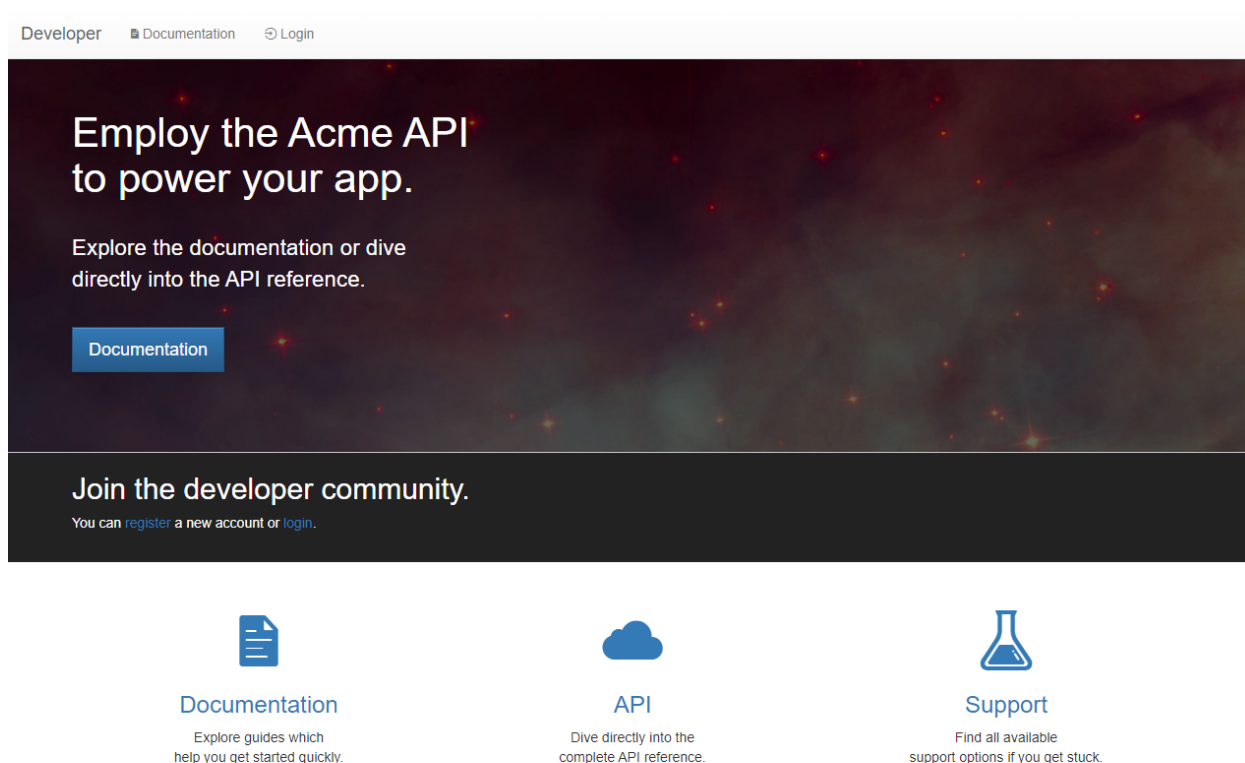 Developer Documentation Login
Employ the Acme API
to power your app.
Explore the documentation or dive
directly into the API reference.
Documentation
Join the developer community.
You can register a new account or login.
Documentation
Explore guides which
help you get started quickly.
API
Dive directly into the
complete API reference.
Support
Find all available
support options if you get stuck.